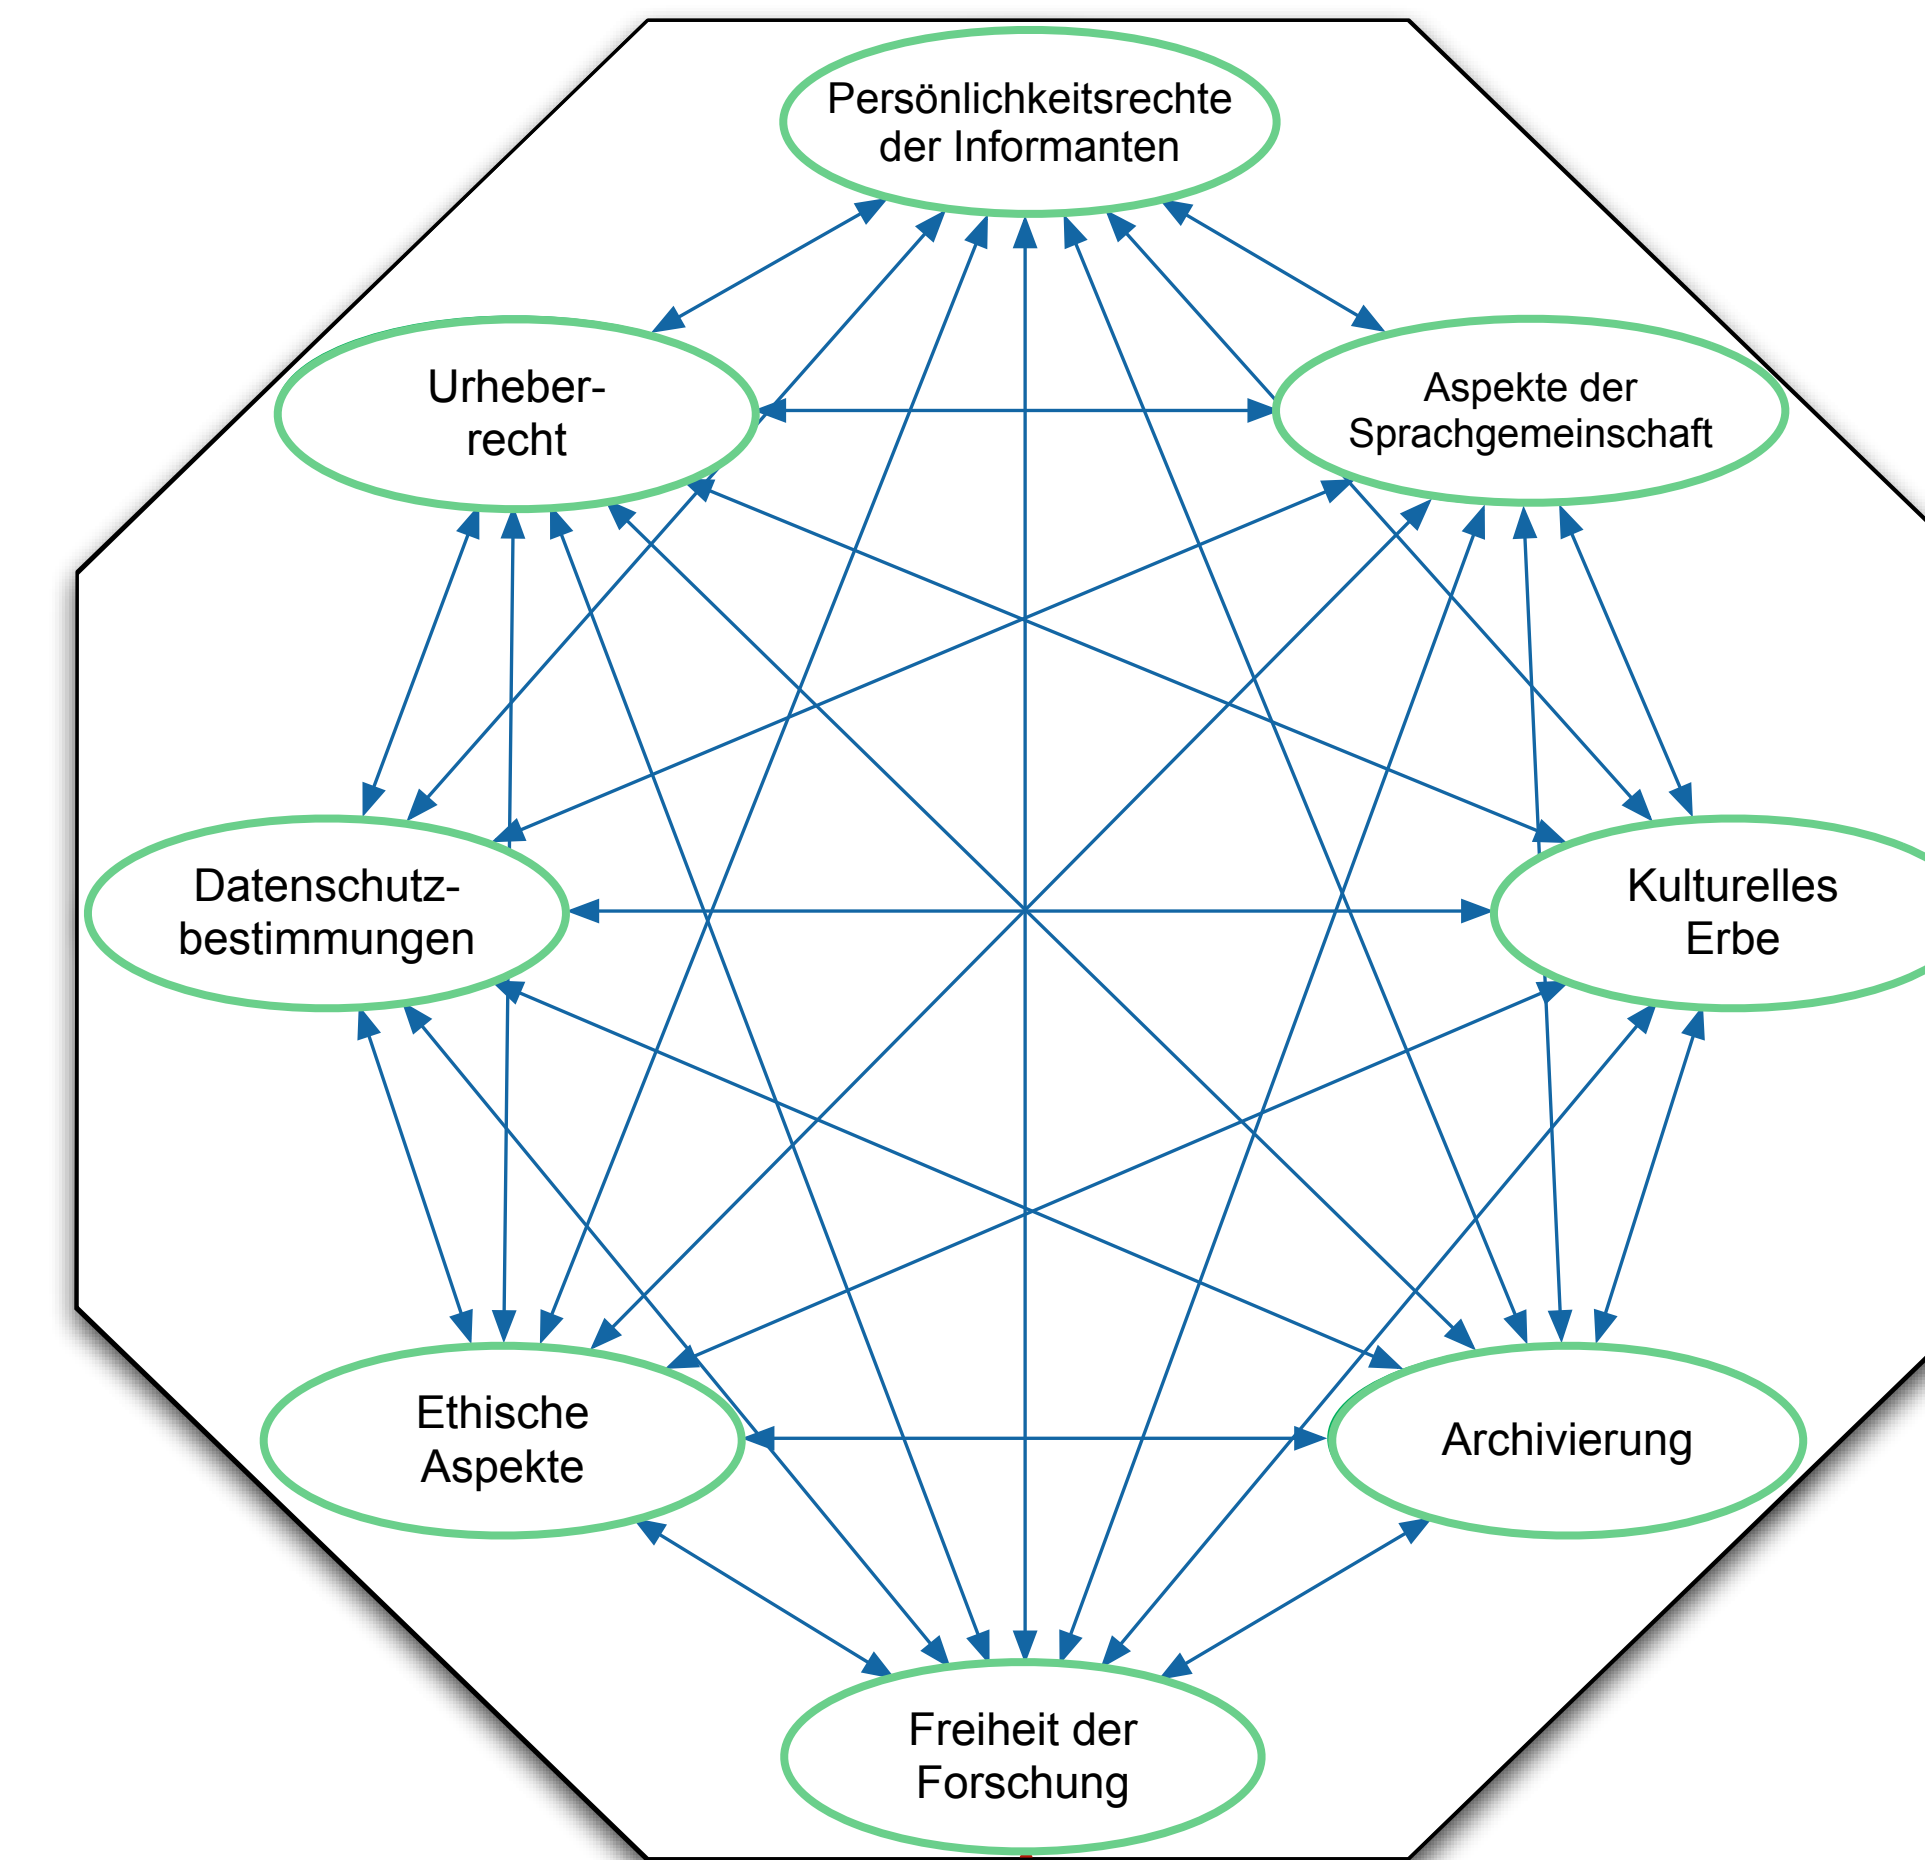 Persönlichkeitsrechte
der Informanten
Urheber-
recht
Aspekte der
Sprachgemeinschaft
Datenschutz-
bestimmungen
Kulturelles
Erbe
Ethische
Aspekte
Archivierung
Freiheit der
Forschung